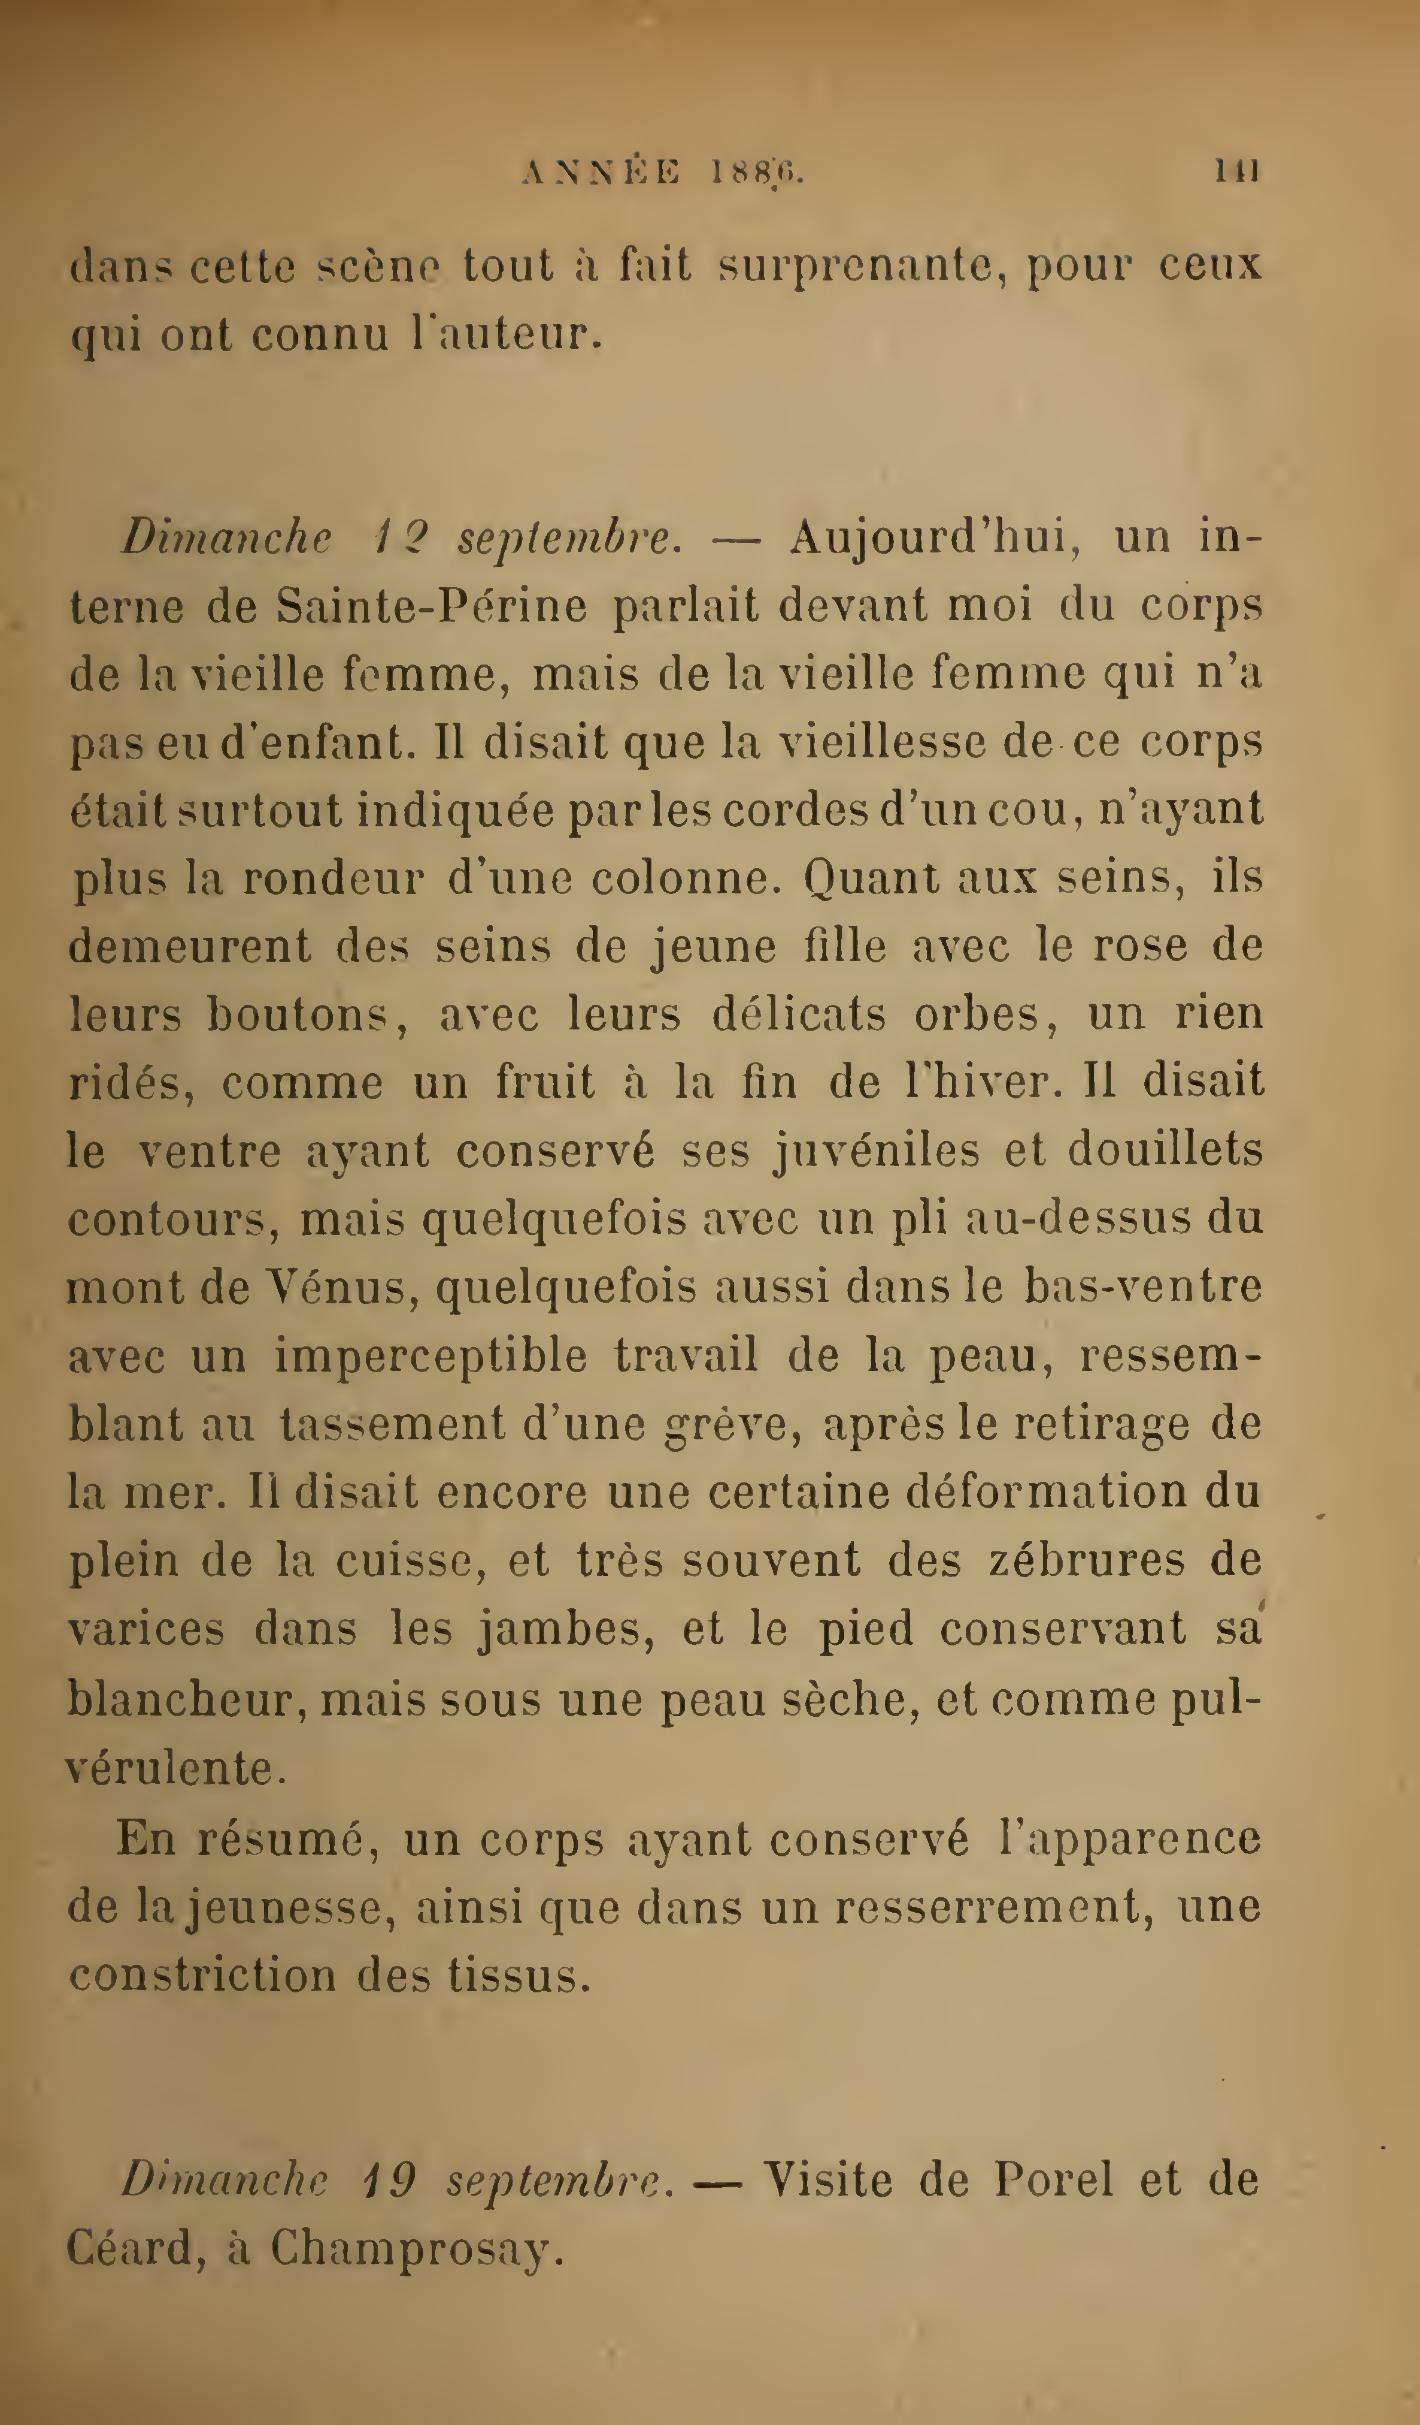 ANNÉE 1886. 141
dans cette scène tout à fait surprenante, pour ceux
qui ont connu l'auteur.
Dimanche 12 septembre. — Aujourd'hui, un in-
terne de Sainte-Périne parlait devant moi du corps
de la vieille femme, mais de la vieille femme qui n'a
pas eu d'enfant. Il disait que la vieillesse de ce corps
était surtout indiquée par les cordes d'un cou, n'ayant
plus la rondeur d'une colonne. Quant aux seins, ils
demeurent des seins de jeune fille avec le rose de
leurs boutons, avec leurs délicats orbes, un rien
ridés, comme un fruit à la fin de l'hiver. Il disait
le ventre ayant conservé ses juvéniles et douillets
contours, mais quelquefois avec un pli au-dessus du
mont de Vénus, quelquefois aussi dans le bas-ventre
avec un imperceptible travail de la peau, ressem-
blant au tassement d'une grève, après le retirage de
la mer. Il disait encore une certaine déformation du
plein de la cuisse, et très souvent des zébrures de
varices dans les jambes, et le pied conservant sa
blancheur, mais sous une peau sèche, et comme pul-
vérulente.
En résumé, un corps ayant conservé l'apparence
de la jeunesse, ainsi que dans un resserrement, une
constriction des tissus.
Dimanche 19 septembre. — Visite de Porel et de
Céard, à Champrosay.